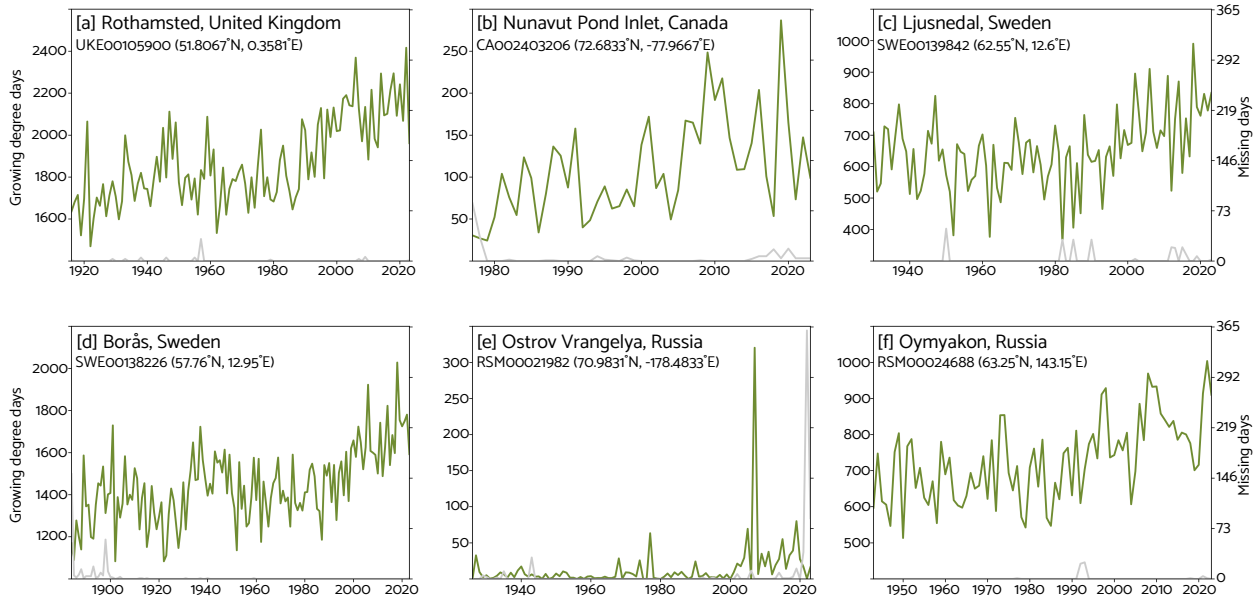 [a] Rothamsted, United Kingdom
UKE00105900 (51.8067°N, 0.3581°E)
Growing degree days
2400
2200
2000
1800
1600
1920 1940 1960 1980 2000 2020
[b] Nunavut Pond Inlet, Canada
CA002403206 (72.6833°N, -77.9667°E)
250
200
150
100
50
1980 1990 2000 2010 2020
[c] Ljusnedal, Sweden
SWE00139842 (62.55°N, 12.6°E)
1000
900
800
700
600
500
400
1940 1960 1980 2000 2020
365
292
219
146
73
0
Missing days
[d] Borås, Sweden
SWE00138226 (57.76°N, 12.95°E)
Growing degree days
2000
1800
1600
1400
1200
1900 1920 1940 1960 1980 2000 2020
[e] Ostrov Vrangelya, Russia
RSM00021982 (70.9831°N, -178.4833°E)
300
250
200
150
100
50
1940 1960 1980 2000 2020
[f] Oymyakon, Russia
RSM00024688 (63.25°N, 143.15°E)
1000
900
800
700
600
500
1950 1960 1970 1980 1990 2000 2010 2020
365
292
219
146
73
0
Missing days